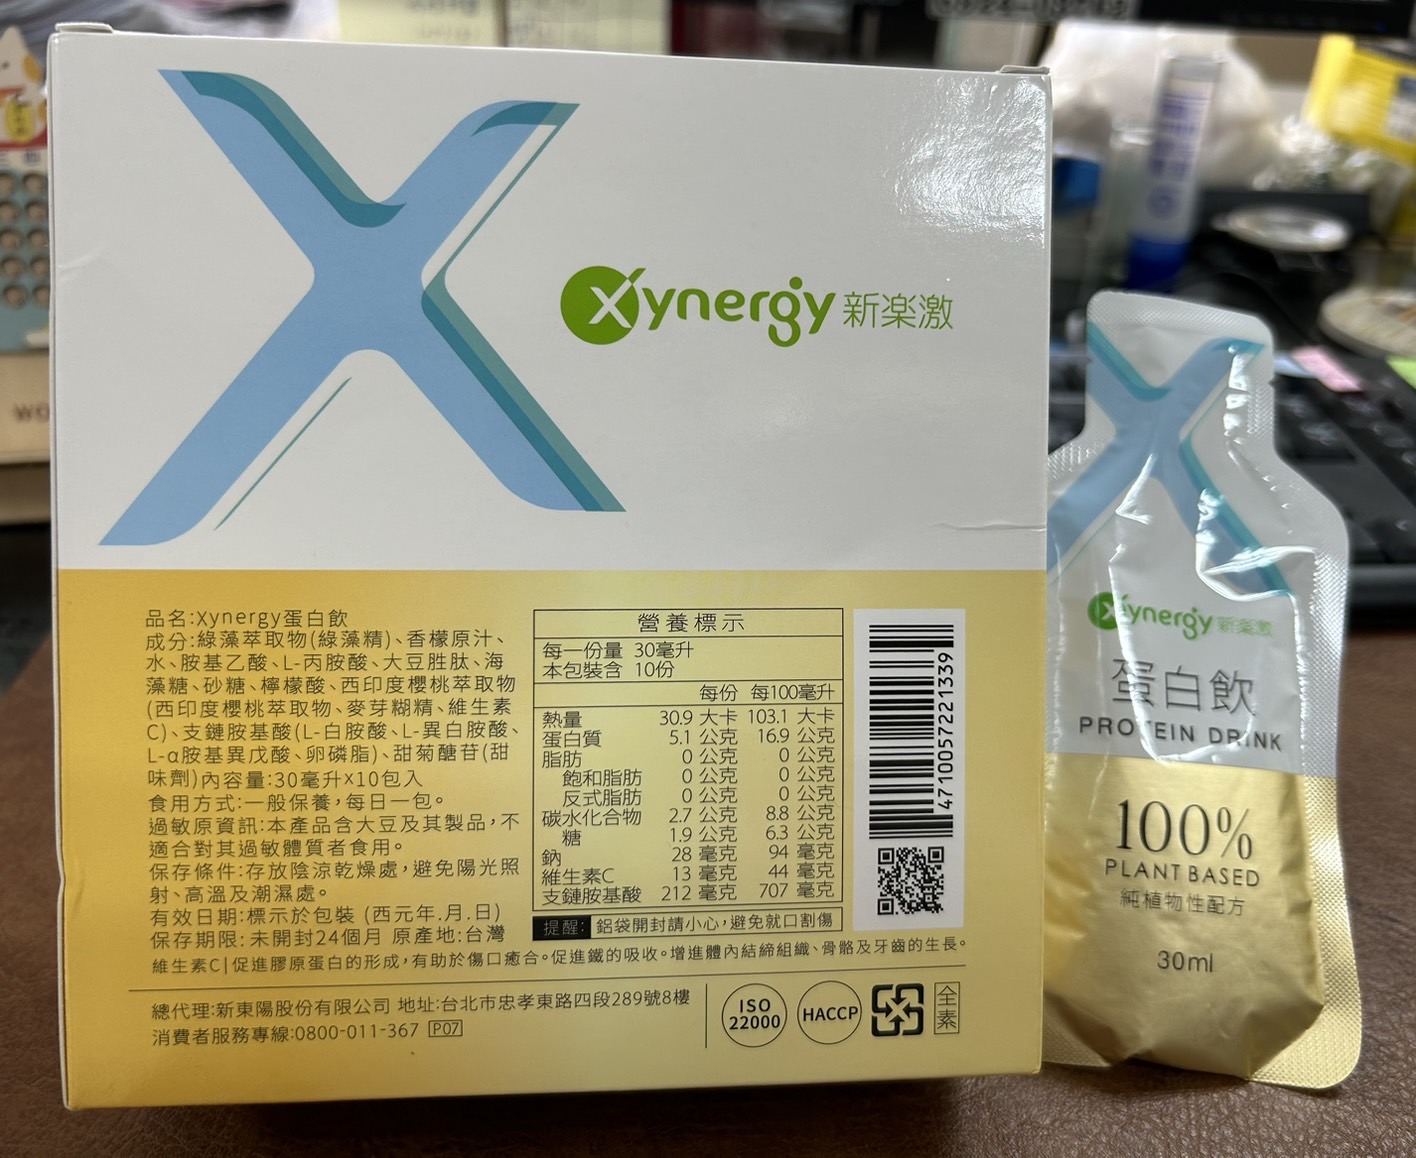 Xynergy 新楽激
品名:Xynergy蛋白飲
成分:綠藻萃取物(綠藻精)、香檬原汁、
水、胺基乙酸、L-丙胺酸、大豆胜肽、海
藻糖、砂糖、檸檬酸、西印度櫻桃萃取物
(西印度櫻桃萃取物、麥芽糊精、維生素
C)、支鏈胺基酸(L-白胺酸、L-異白胺酸、
L-α胺基異戊酸、卵磷脂)、甜菊醣苷(甜
味劑)內容量:30毫升x10包入
食用方式:一般保養,每日一包。
過敏原資訊:本產品含大豆及其製品,不
適合對其過敏體質者食用。
保存條件:存放陰涼乾燥處,避免陽光照
射、高溫及潮濕處。
有效日期:標示於包裝 (西元年.月.日)
保存期限: 未開封24個月 原產地:台灣
營養標示
每一份量 30毫升
本包裝含 10份
每份 每100毫升
熱量 30.9 大卡 103.1 大卡
蛋白質 5.1 公克 16.9 公克
脂肪 0 公克 0 公克
飽和脂肪 0 公克 0 公克
反式脂肪 0 公克 0 公克
碳水化合物 2.7 公克 8.8 公克
糖 1.9 公克 6.3 公克
鈉 28 毫克 94 毫克
維生素C 13 毫克 44 毫克
支鏈胺基酸 212 毫克 707 毫克
提醒: 鋁袋開封請小心,避免就口割傷
4710057221339
維生素C|促進膠原蛋白的形成,有助於傷口癒合。促進鐵的吸收。增進體內結締組織、骨骼及牙齒的生長。
總代理:新東陽股份有限公司 地址:台北市忠孝東路四段289號8樓
消費者服務專線:0800-011-367 P07
ISO
22000
HACCP
全素
Xynergy 新楽激
蛋白飲
PROTEIN DRINK
100%
PLANT BASED
純植物性配方
30ml